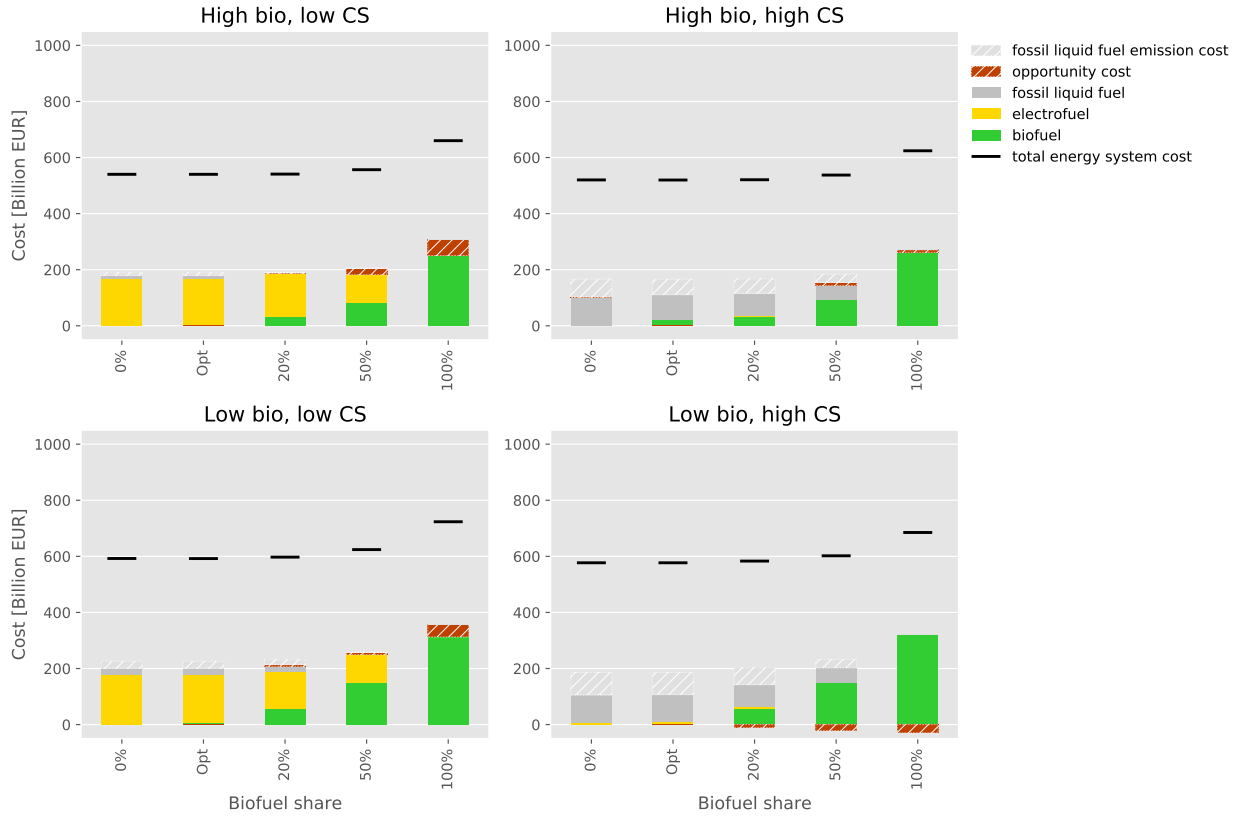 High bio, low CS
High bio, high CS
1000
800
600
400
200
0
Cost [Billion EUR]
0%
Opt
20%
50%
100%
1000
800
600
400
200
0
0%
Opt
20%
50%
100%
fossil liquid fuel emission cost
opportunity cost
fossil liquid fuel
electrofuel
biofuel
total energy system cost
Low bio, low CS
Low bio, high CS
1000
800
600
400
200
0
Cost [Billion EUR]
0%
Opt
20%
50%
100%
Biofuel share
1000
800
600
400
200
0
0%
Opt
20%
50%
100%
Biofuel share